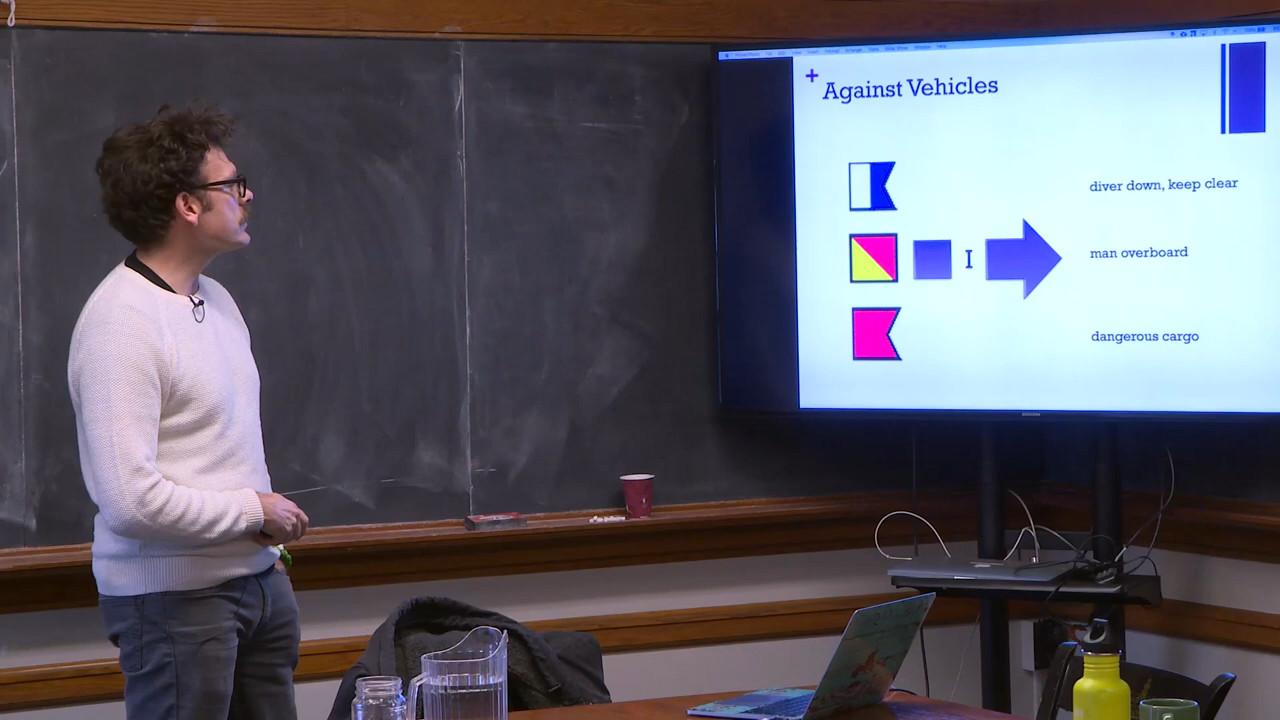 + Against Vehicles
diver down, keep clear
I
man overboard
dangerous cargo